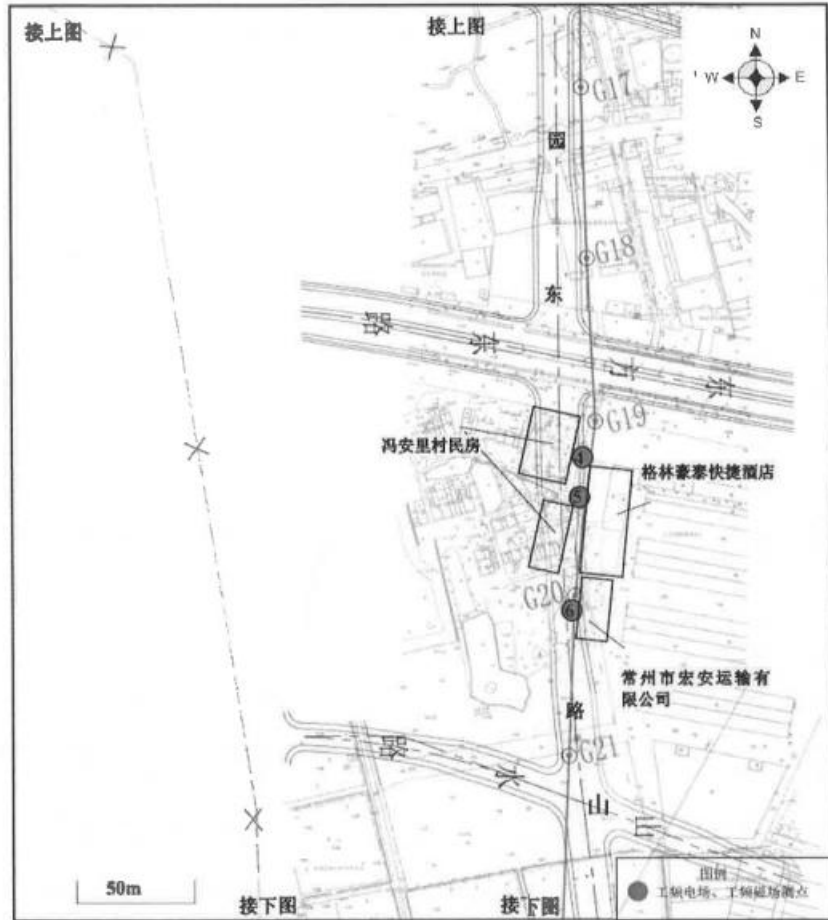 接上图
接上图
N
W E
S
G17
园
G18
东
路 东 方 东
G19
冯安里村民房
4
格林豪泰快捷酒店
5
G20
6
常州市宏安运输有
限公司
路
G21
路 水 山 山
50m
接下图
接下图
图例
工频电场、工频磁场测点